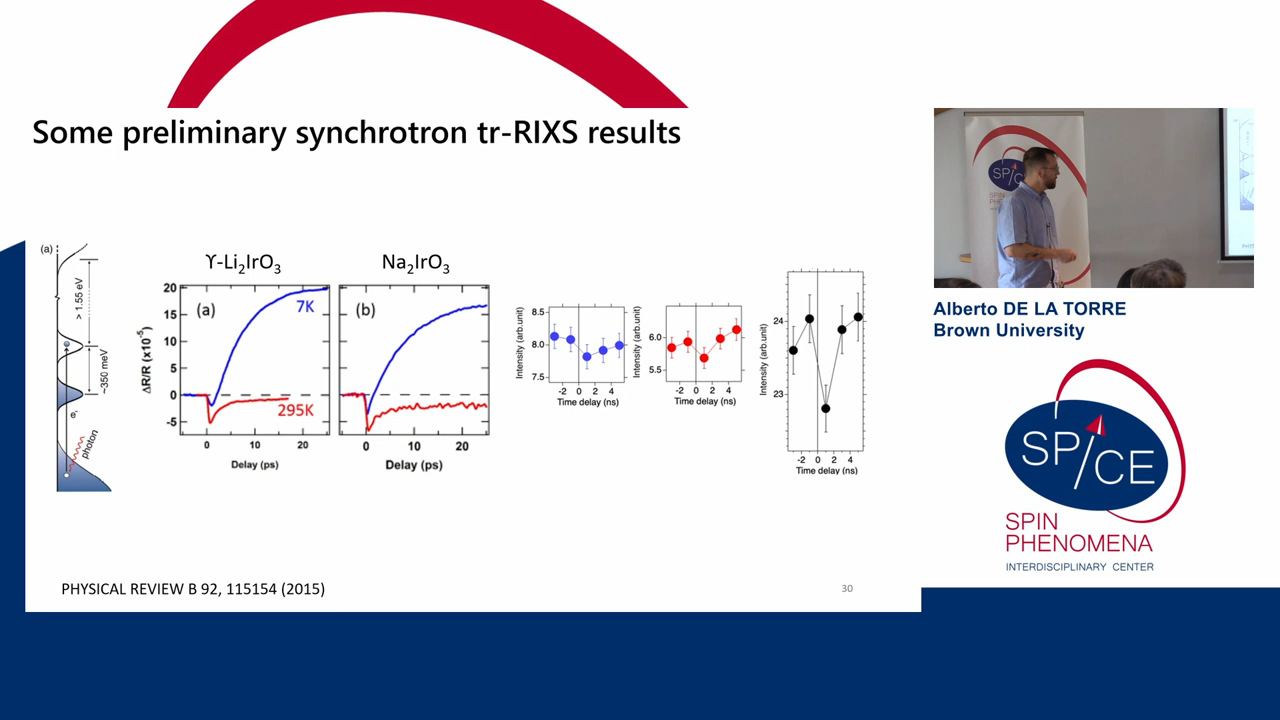 Some preliminary synchrotron tr-RIXS results
(a)
> 1.55 eV
~350 meV
e-
photon
ϒ-Li2IrO3
Na2IrO3
ΔR/R (x10-5)
20
15
10
5
0
-5
(a)
7K
295K
0
10
20
Delay (ps)
(b)
0
10
20
Delay (ps)
Intensity (arb.unit)
8.5
8.0
7.5
-2 0 2 4
Time delay (ns)
Intensity (arb.unit)
6.0
5.5
-2 0 2 4
Time delay (ns)
Intensity (arb.unit)
24
23
-2 0 2 4
Time delay (ns)
PHYSICAL REVIEW B 92, 115154 (2015)
30
SP/CE
Alberto DE LA TORRE
Brown University
SP/CE
SPIN
PHENOMENA
INTERDISCIPLINARY CENTER